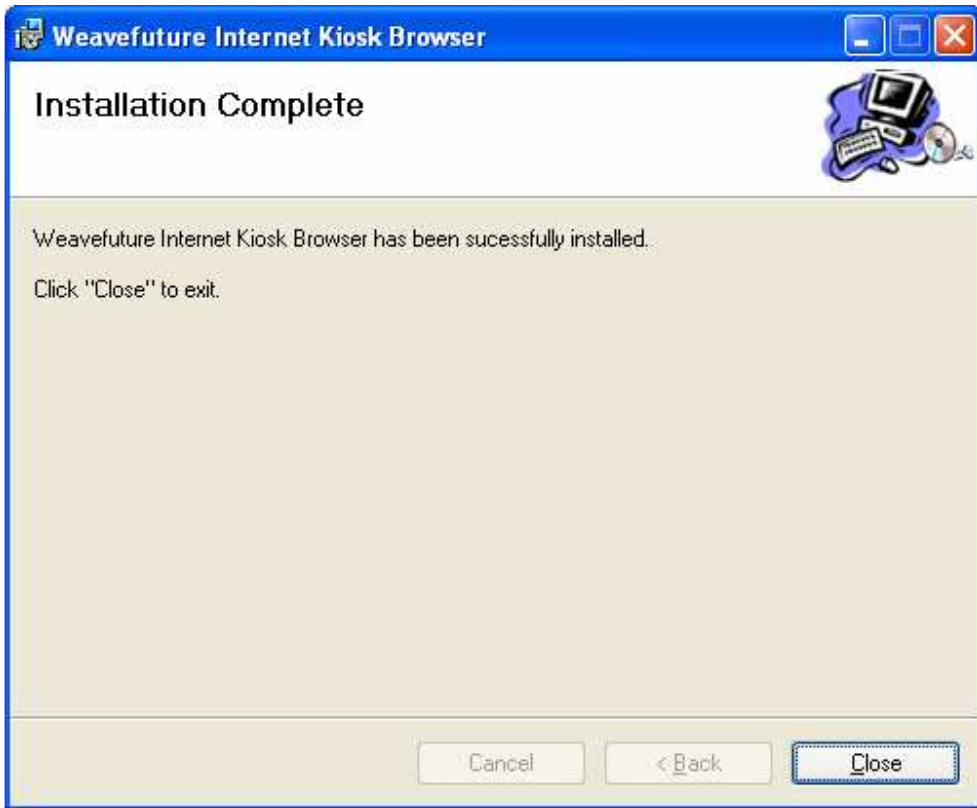 Weavefuture Internet Kiosk Browser
Installation Complete
Weavefuture Internet Kiosk Browser has been sucessfully installed.
Click "Close" to exit.
Cancel
< Back
Close